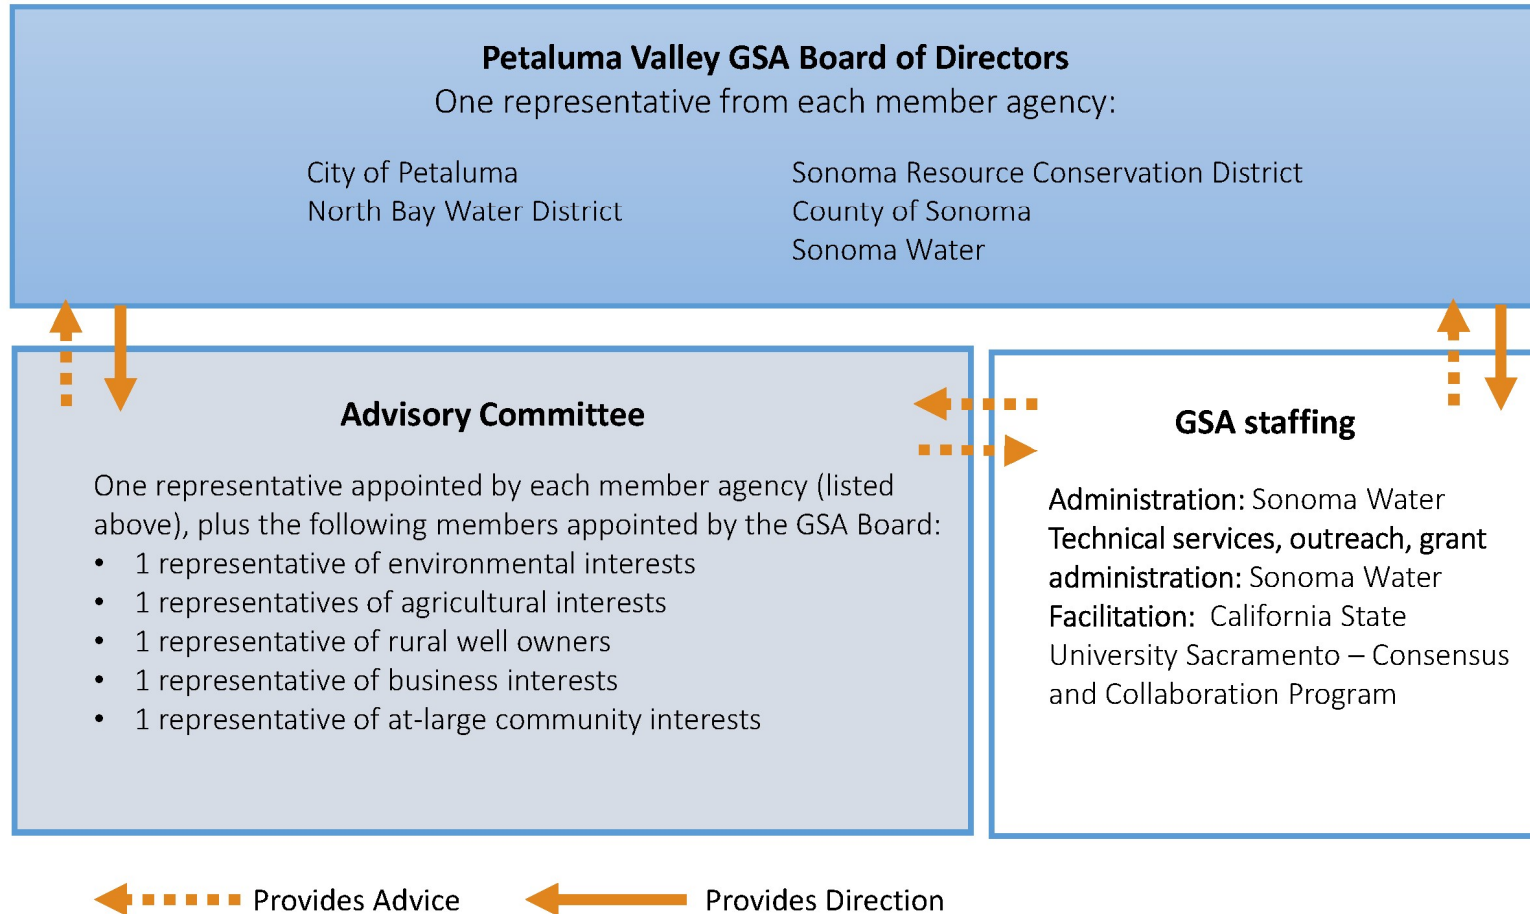 Petaluma Valley GSA Board of Directors
One representative from each member agency:
City of Petaluma
North Bay Water District
Sonoma Resource Conservation District
County of Sonoma
Sonoma Water
Advisory Committee
One representative appointed by each member agency (listed
above), plus the following members appointed by the GSA Board:
• 1 representative of environmental interests
• 1 representatives of agricultural interests
• 1 representative of rural well owners
• 1 representative of business interests
• 1 representative of at-large community interests
GSA staffing
Administration: Sonoma Water
Technical services, outreach, grant
administration: Sonoma Water
Facilitation: California State
University Sacramento – Consensus
and Collaboration Program
Provides Advice
Provides Direction